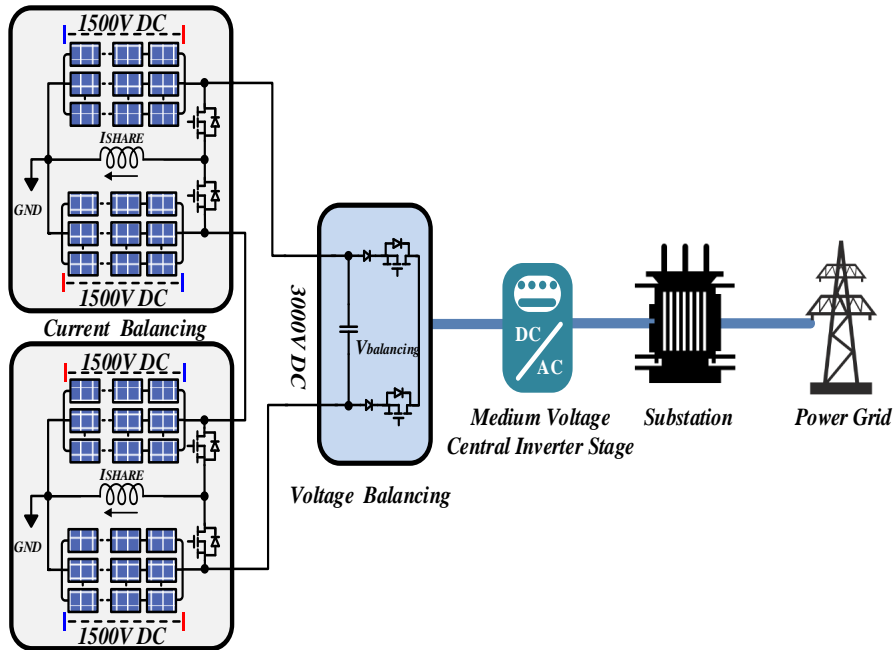 1500V DC
ISHARE
GND
1500V DC
Current Balancing
1500V DC
ISHARE
GND
1500V DC
3000V DC
Vbalancing
Voltage Balancing
DC
AC
Medium Voltage
Central Inverter Stage
Substation
Power Grid